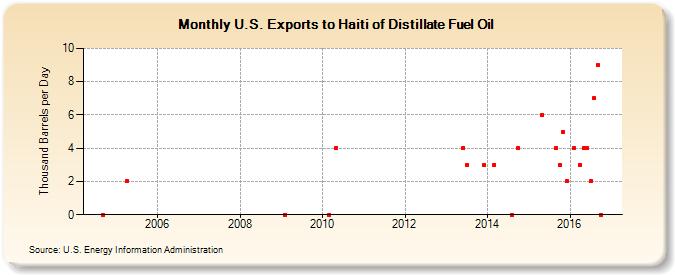 Monthly U.S. Exports to Haiti of Distillate Fuel Oil
Thousand Barrels per Day
10
8
6
4
2
0
2006 2008 2010 2012 2014 2016
Source: U.S. Energy Information Administration